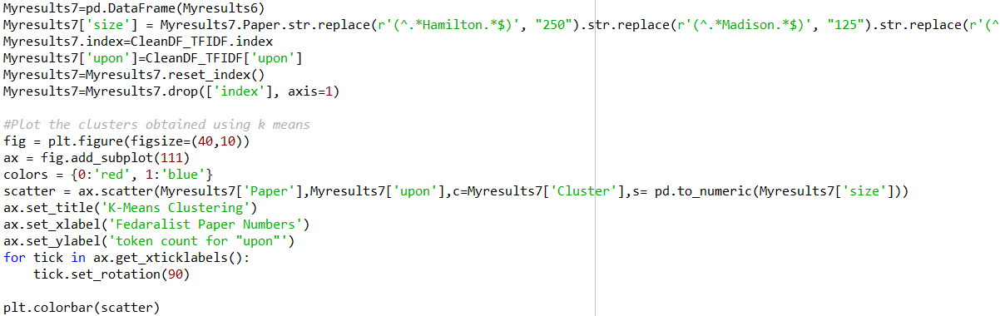 Myresults7=pd.DataFrame(Myresults6)
Myresults7['size'] = Myresults7.Paper.str.replace(r'(^.*Hamilton.*$)', "250").str.replace(r'(^.*Madison.*$)', "125").str.replace(r'(^
Myresults7.index=CleanDF_TFIDF.index
Myresults7['upon']=CleanDF_TFIDF['upon']
Myresults7=Myresults7.reset_index()
Myresults7=Myresults7.drop(['index'], axis=1)
#Plot the clusters obtained using k means
fig = plt.figure(figsize=(40,10))
ax = fig.add_subplot(111)
colors = {0:'red', 1:'blue'}
scatter = ax.scatter(Myresults7['Paper'],Myresults7['upon'],c=Myresults7['Cluster'],s= pd.to_numeric(Myresults7['size']))
ax.set_title('K-Means Clustering')
ax.set_xlabel('Fedaralist Paper Numbers')
ax.set_ylabel('token count for "upon"')
for tick in ax.get_xticklabels():
    tick.set_rotation(90)
plt.colorbar(scatter)